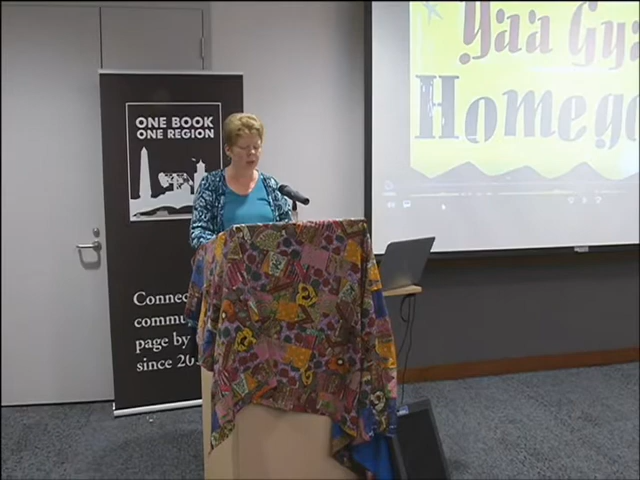 ONE BOOK
ONE REGION
Connec
commu
page by
since 20
Yaa Gya
Homego